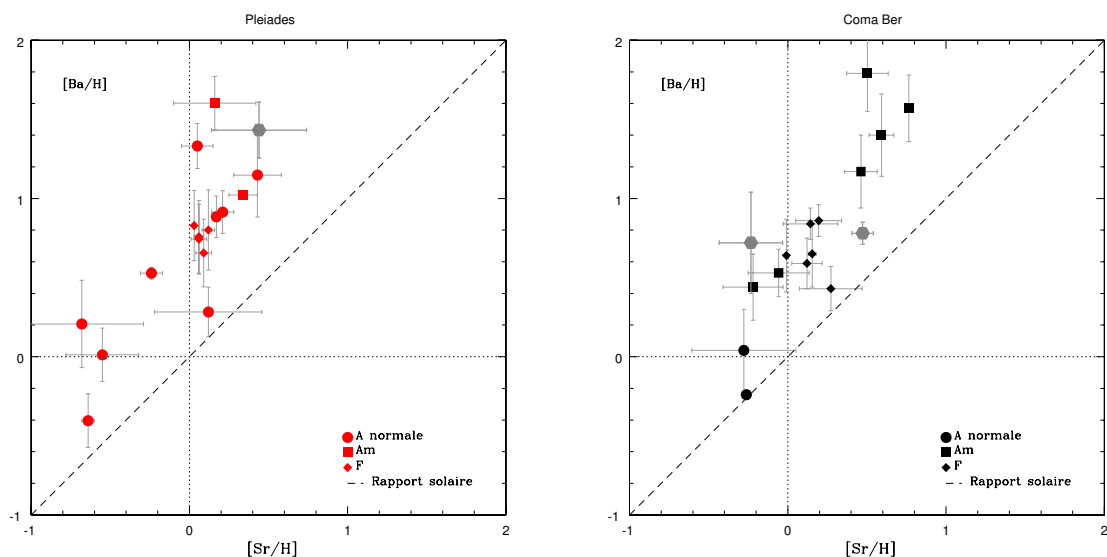 Pleiades
2
[Ba/H]
1
0
A normale
Am
F
Rapport solaire
-1
-1
0
1
2
[Sr/H]
Coma Ber
2
[Ba/H]
1
0
A normale
Am
F
Rapport solaire
-1
-1
0
1
2
[Sr/H]